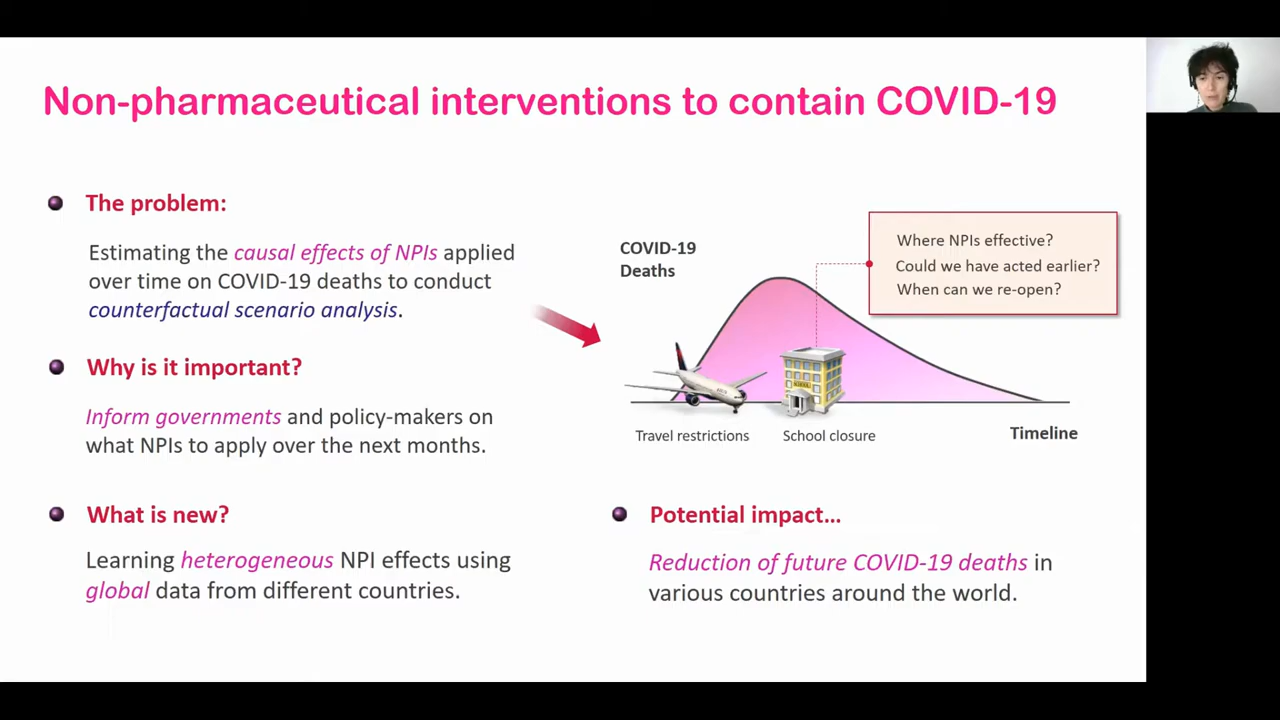 Non-pharmaceutical interventions to contain COVID-19
The problem:
Estimating the causal effects of NPIs applied
over time on COVID-19 deaths to conduct
counterfactual scenario analysis.
Why is it important?
Inform governments and policy-makers on
what NPIs to apply over the next months.
What is new?
Learning heterogeneous NPI effects using
global data from different countries.
COVID-19
Deaths
Where NPIs effective?
Could we have acted earlier?
When can we re-open?
SCHOOL
Travel restrictions
School closure
Timeline
Potential impact...
Reduction of future COVID-19 deaths in
various countries around the world.